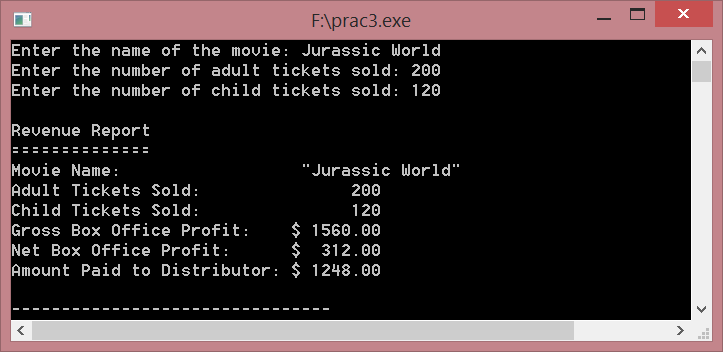 F:\prac3.exe
Enter the name of the movie: Jurassic World
Enter the number of adult tickets sold: 200
Enter the number of child tickets sold: 120
Revenue Report
==============
Movie Name:                  "Jurassic World"
Adult Tickets Sold:               200
Child Tickets Sold:               120
Gross Box Office Profit:    $ 1560.00
Net Box Office Profit:      $  312.00
Amount Paid to Distributor: $ 1248.00
--------------------------------